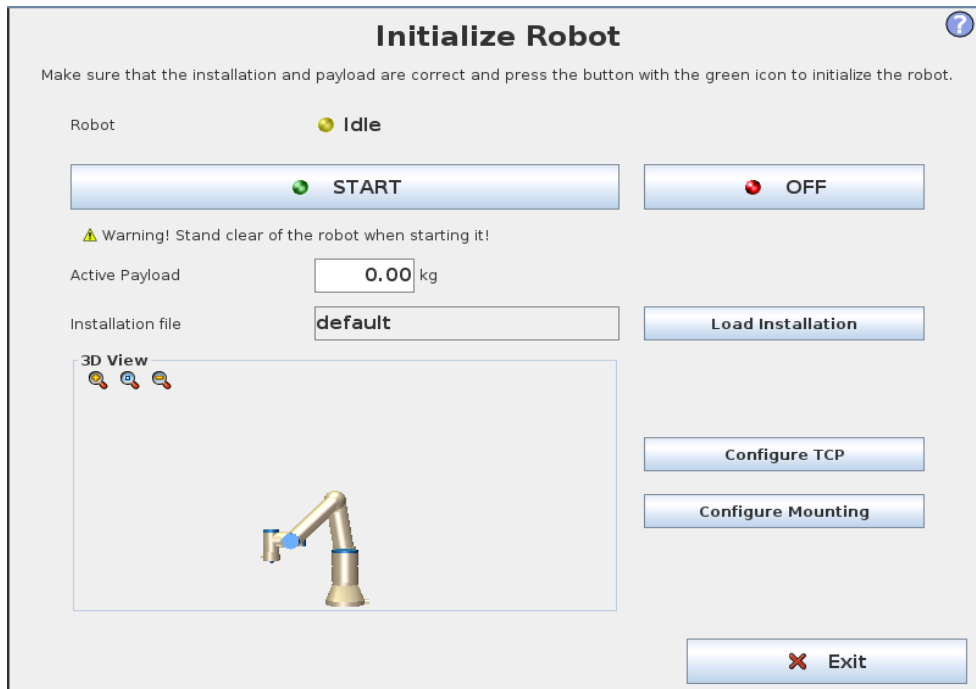 Initialize Robot
?
Make sure that the installation and payload are correct and press the button with the green icon to initialize the robot.
Robot Idle
START OFF
Warning! Stand clear of the robot when starting it!
Active Payload 0.00 kg
Installation file default Load Installation
3D View
Configure TCP
Configure Mounting
Exit